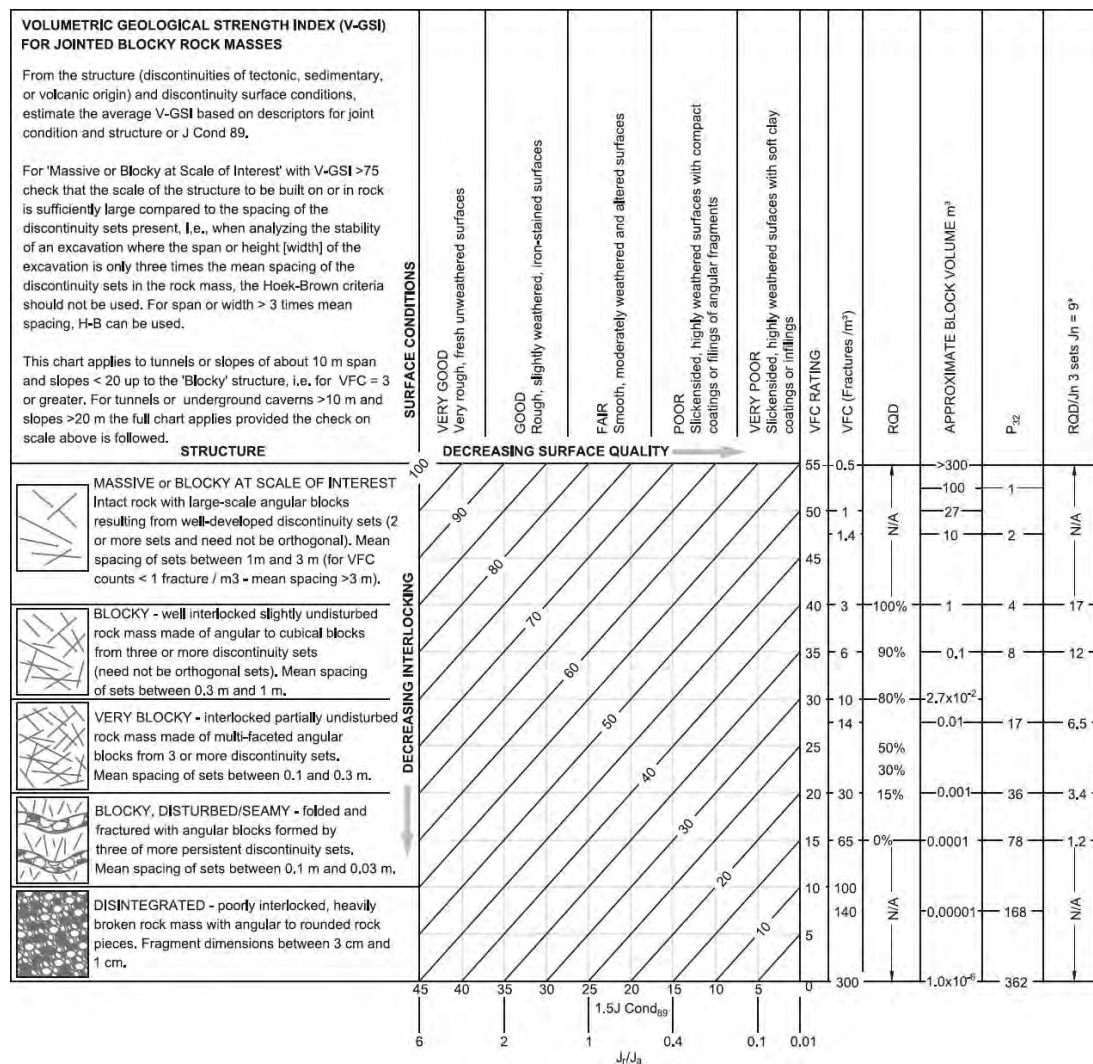 VOLUMETRIC GEOLOGICAL STRENGTH INDEX (V-GSI)
FOR JOINTED BLOCKY ROCK MASSES
From the structure (discontinuities of tectonic, sedimentary,
or volcanic origin) and discontinuity surface conditions,
estimate the average V-GSI based on descriptors for joint
condition and structure or J Cond 89.
For 'Massive or Blocky at Scale of Interest' with V-GSI >75
check that the scale of the structure to be built on or in rock
is sufficiently large compared to the spacing of the
discontinuity sets present, I.e., when analyzing the stability
of an excavation where the span or height [width] of the
excavation is only three times the mean spacing of the
discontinuity sets in the rock mass, the Hoek-Brown criteria
should not be used. For span or width > 3 times mean
spacing, H-B can be used.
This chart applies to tunnels or slopes of about 10 m span
and slopes < 20 up to the 'Blocky' structure, i.e. for VFC = 3
or greater. For tunnels or underground caverns >10 m and
slopes >20 m the full chart applies provided the check on
scale above is followed.
STRUCTURE
SURFACE CONDITIONS
VERY GOOD
Very rough, fresh unweathered surfaces
GOOD
Rough, slightly weathered, iron-stained surfaces
FAIR
Smooth, moderately weathered and altered surfaces
POOR
Slickensided, highly weathered surfaces with compact
coatings or filings of angular fragments
VERY POOR
Slickensided, highly weathered surfaces with soft clay
coatings or infillings
VFC RATING
VFC (Fractures /m³)
RQD
APPROXIMATE BLOCK VOLUME m³
P₃₂
RQD/Jn 3 sets Jn = 9*
DECREASING SURFACE QUALITY
DECREASING INTERLOCKING
MASSIVE or BLOCKY AT SCALE OF INTEREST
Intact rock with large-scale angular blocks
resulting from well-developed discontinuity sets (2
or more sets and need not be orthogonal). Mean
spacing of sets between 1m and 3 m (for VFC
counts < 1 fracture / m3 - mean spacing >3 m).
BLOCKY - well interlocked slightly undisturbed
rock mass made of angular to cubical blocks
from three or more discontinuity sets
(need not be orthogonal sets). Mean spacing
of sets between 0.3 m and 1 m.
VERY BLOCKY - interlocked partially undisturbed
rock mass made of multi-faceted angular
blocks from 3 or more discontinuity sets.
Mean spacing of sets between 0.1 and 0.3 m.
BLOCKY, DISTURBED/SEAMY - folded and
fractured with angular blocks formed by
three of more persistent discontinuity sets.
Mean spacing of sets between 0.1 m and 0.03 m.
DISINTEGRATED - poorly interlocked, heavily
broken rock mass with angular to rounded rock
pieces. Fragment dimensions between 3 cm and
1 cm.
100
90
80
70
60
50
40
30
20
10
55 0.5 >300
100 1
50 1 27
1,4 N/A 10 2 N/A
45
40 3 100% 1 4 17
35 6 90% 0.1 8 12
30 10 80% 2.7x10⁻²
14 0.01 17 6.5
25 50%
30%
20 30 15% 0.001 36 3.4
15 65 0% 0.0001 78 1.2
10 100
140 N/A 0,00001 168 N/A
5
0 300 1.0x10⁻⁶ 362
45 40 35 30 25 20 15 10 5
1.5J Cond₈₉
6 2 1 0.4 0.1 0.01
Jᵣ/Jₐ